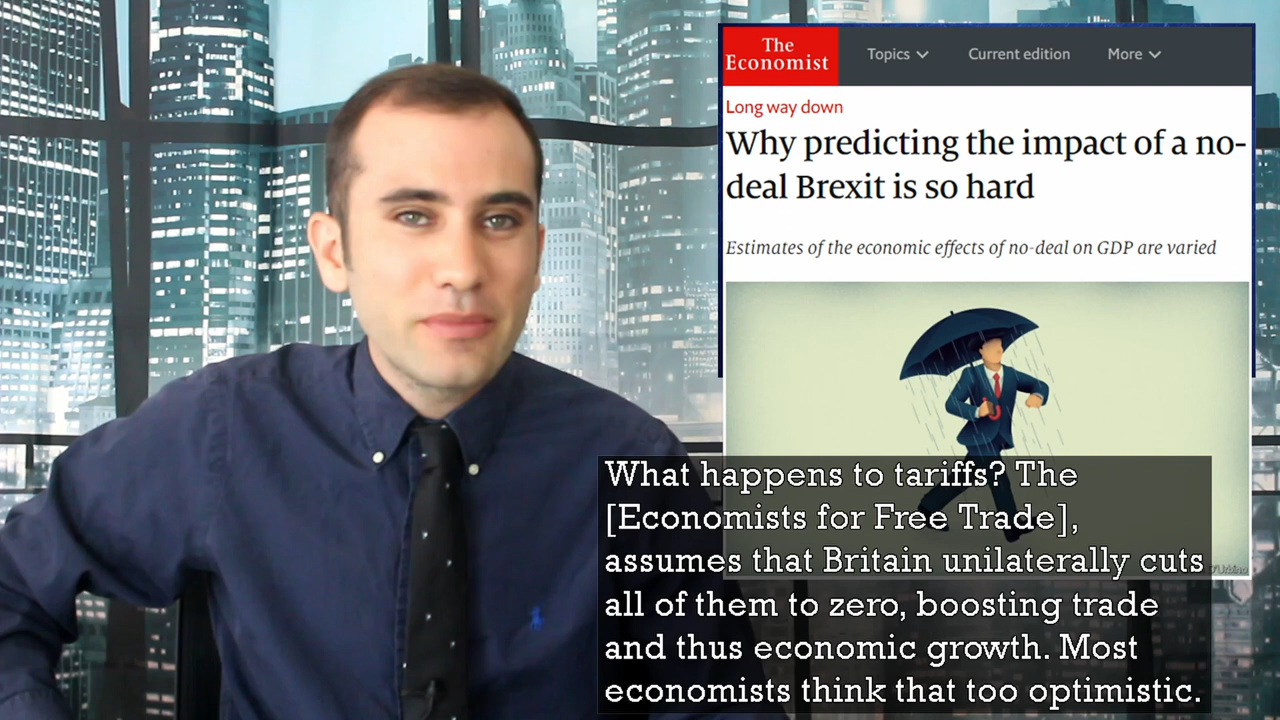 The
Economist
Topics
Current edition
More
Long way down
Why predicting the impact of a no-
deal Brexit is so hard
Estimates of the economic effects of no-deal on GDP are varied
What happens to tariffs? The
[Economists for Free Trade],
assumes that Britain unilaterally cuts
all of them to zero, boosting trade
and thus economic growth. Most
economists think that too optimistic.